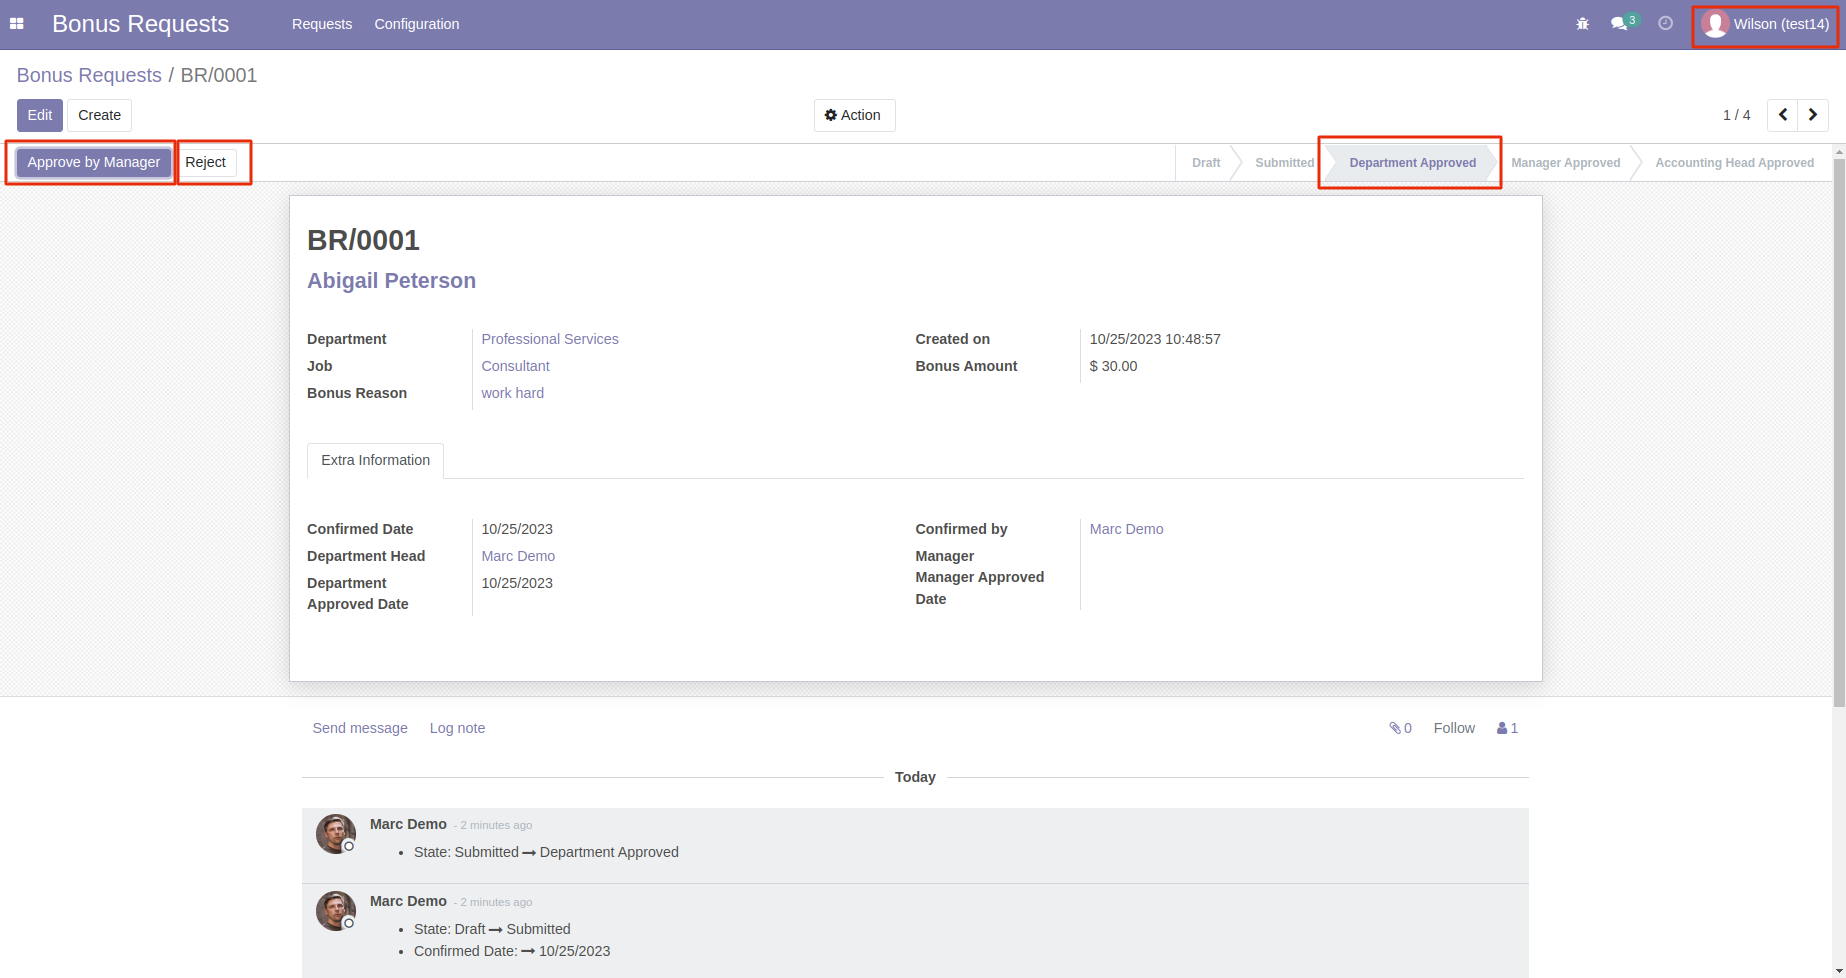 Bonus Requests Requests Configuration 3 Wilson (test14)
Bonus Requests / BR/0001
Edit Create Action 1 / 4
Approve by Manager Reject Draft Submitted Department Approved Manager Approved Accounting Head Approved
BR/0001
Abigail Peterson
Department Professional Services Created on 10/25/2023 10:48:57
Job Consultant Bonus Amount $ 30.00
Bonus Reason work hard
Extra Information
Confirmed Date 10/25/2023 Confirmed by Marc Demo
Department Head Marc Demo Manager
Department 10/25/2023 Manager Approved
Approved Date Date
Send message Log note 0 Follow 1
Today
Marc Demo - 2 minutes ago
• State: Submitted → Department Approved
Marc Demo - 2 minutes ago
• State: Draft → Submitted
• Confirmed Date: → 10/25/2023